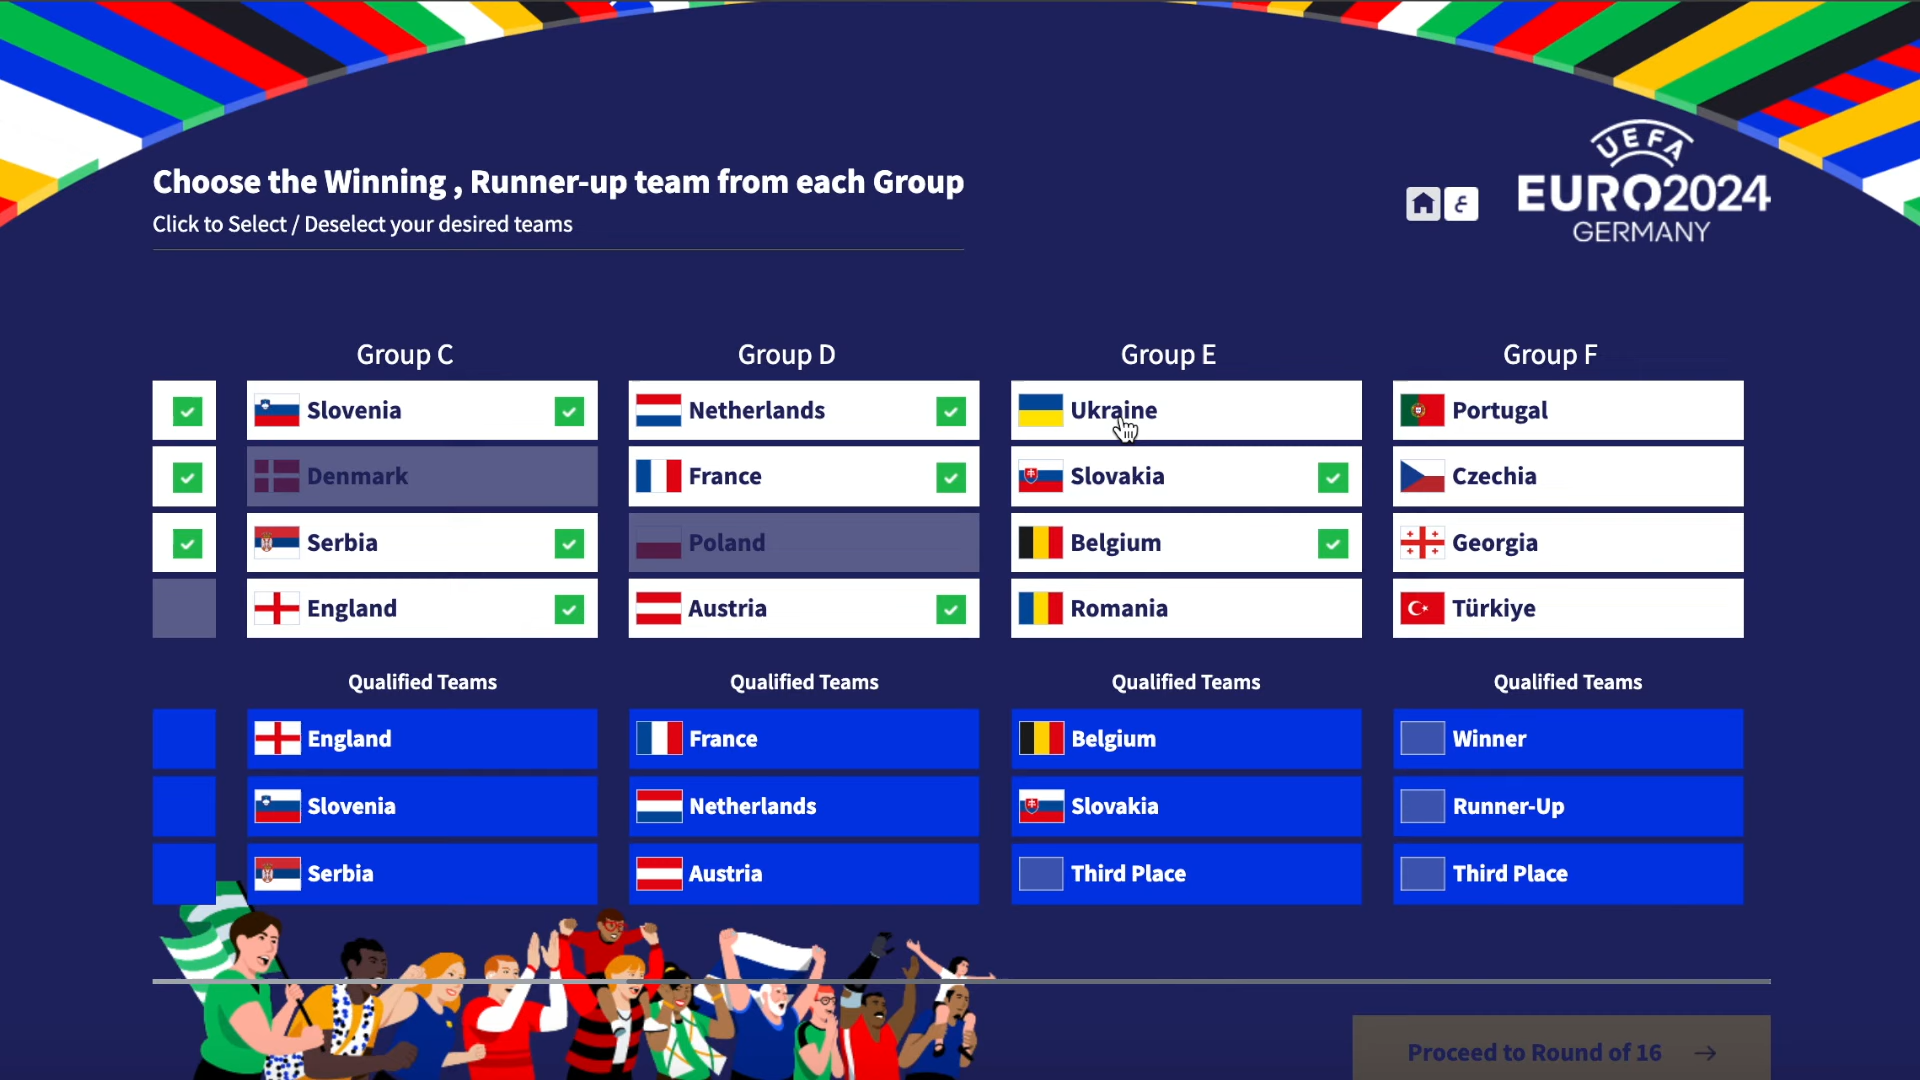 UEFA
EURO2024
GERMANY
Choose the Winning , Runner-up team from each Group
Click to Select / Deselect your desired teams
ع
Group C
Slovenia
Denmark
Serbia
England
Qualified Teams
England
Slovenia
Serbia
Group D
Netherlands
France
Poland
Austria
Qualified Teams
France
Netherlands
Austria
Group E
Ukraine
Slovakia
Belgium
Romania
Qualified Teams
Belgium
Slovakia
Third Place
Group F
Portugal
Czechia
Georgia
Türkiye
Qualified Teams
Winner
Runner-Up
Third Place
Proceed to Round of 16 →